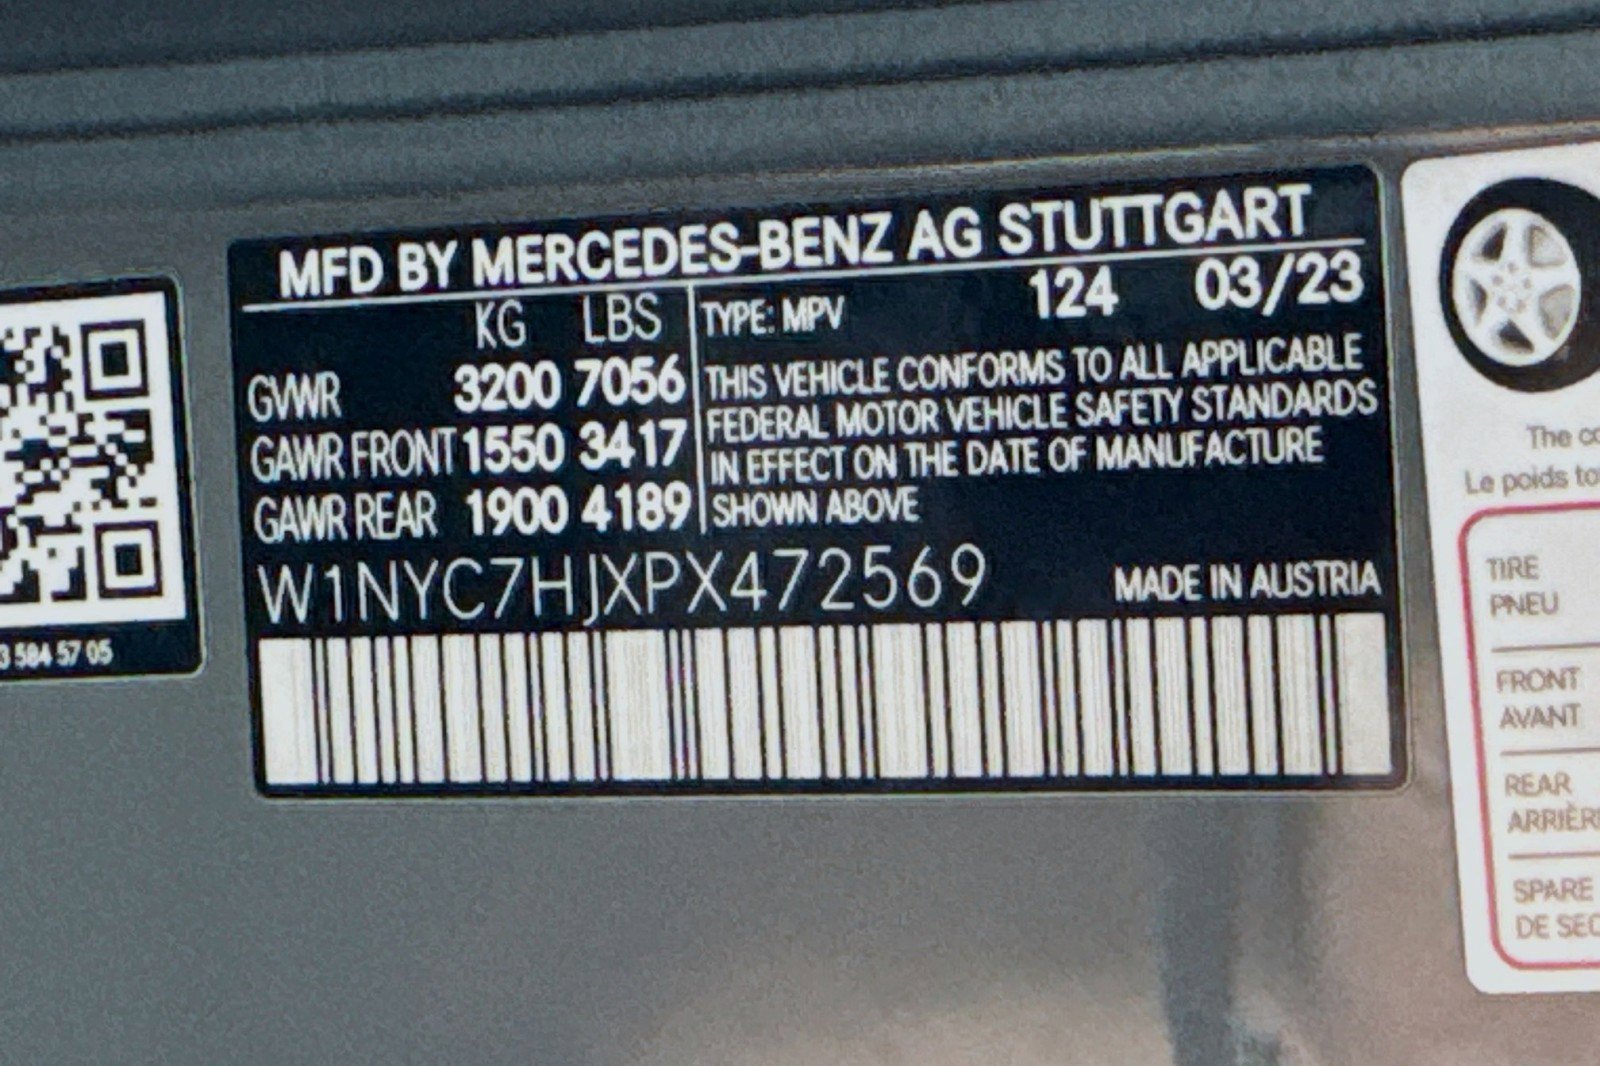 MFD BY MERCEDES-BENZ AG STUTTGART
KG LBS
GVWR 3200 7056
GAWR FRONT 1550 3417
GAWR REAR 1900 4189
TYPE: MPV 124 03/23
THIS VEHICLE CONFORMS TO ALL APPLICABLE
FEDERAL MOTOR VEHICLE SAFETY STANDARDS
IN EFFECT ON THE DATE OF MANUFACTURE
SHOWN ABOVE
W1NYC7HJXPX472569 MADE IN AUSTRIA
3 584 57 05
The
Le poids
TIRE
PNEU
FRONT
AVANT
REAR
ARRIÈR
SPARE
DE SEC